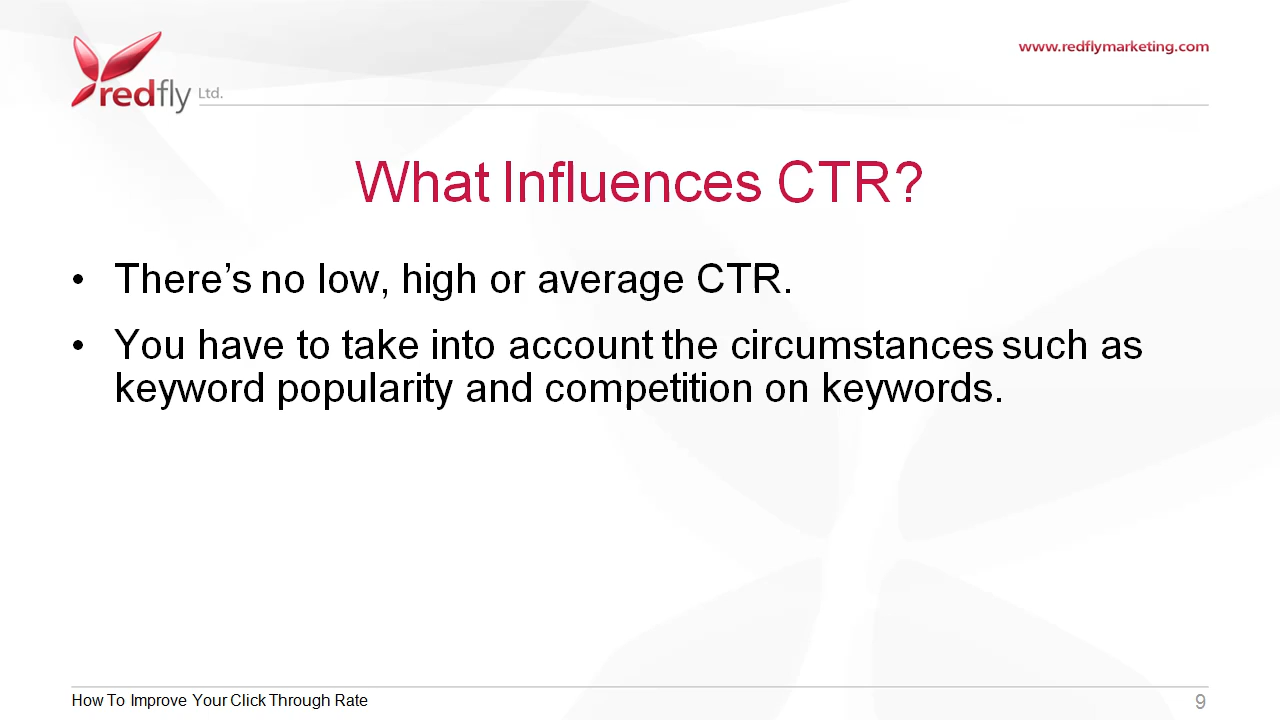 www.redflymarketing.com
redfly Ltd.
What Influences CTR?
• There’s no low, high or average CTR.
• You have to take into account the circumstances such as
keyword popularity and competition on keywords.
How To Improve Your Click Through Rate
9